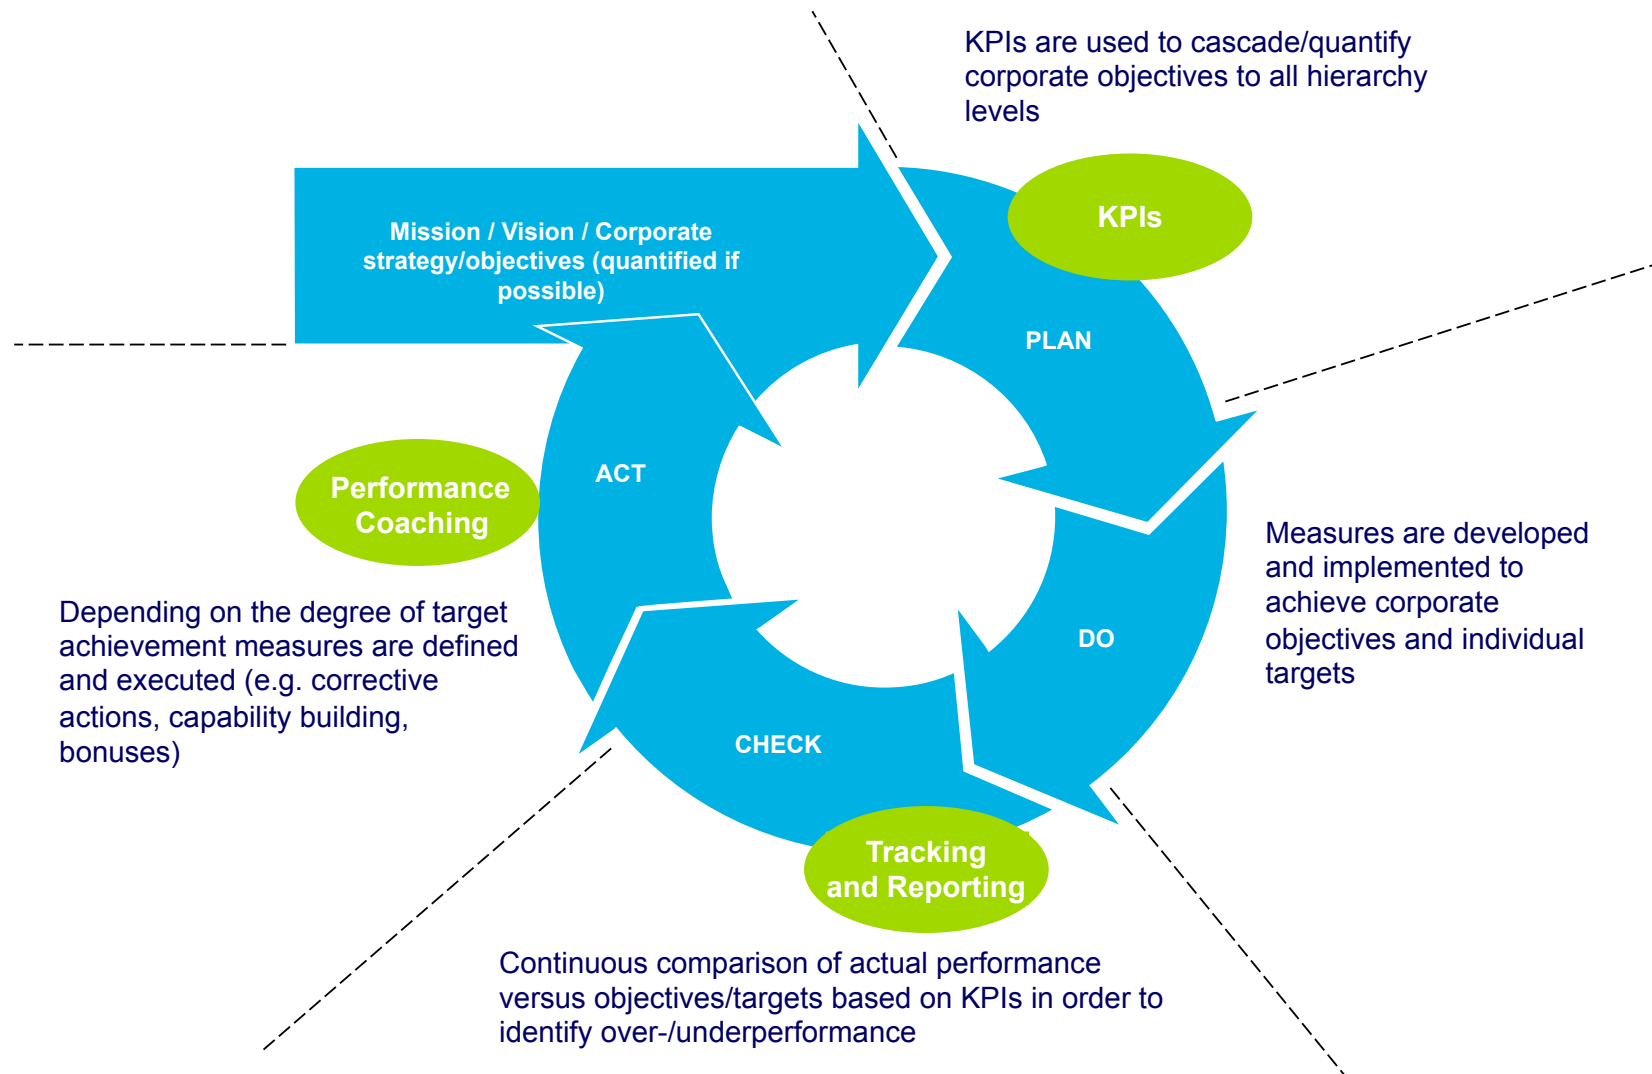 KPIs are used to cascade/quantify
corporate objectives to all hierarchy
levels
KPIs
Mission / Vision / Corporate
strategy/objectives (quantified if
possible)
PLAN
ACT
Performance
Coaching
Measures are developed
and implemented to
achieve corporate
objectives and individual
targets
Depending on the degree of target
achievement measures are defined
and executed (e.g. corrective
actions, capability building,
bonuses)
DO
CHECK
Tracking
and Reporting
Continuous comparison of actual performance
versus objectives/targets based on KPIs in order to
identify over-/underperformance